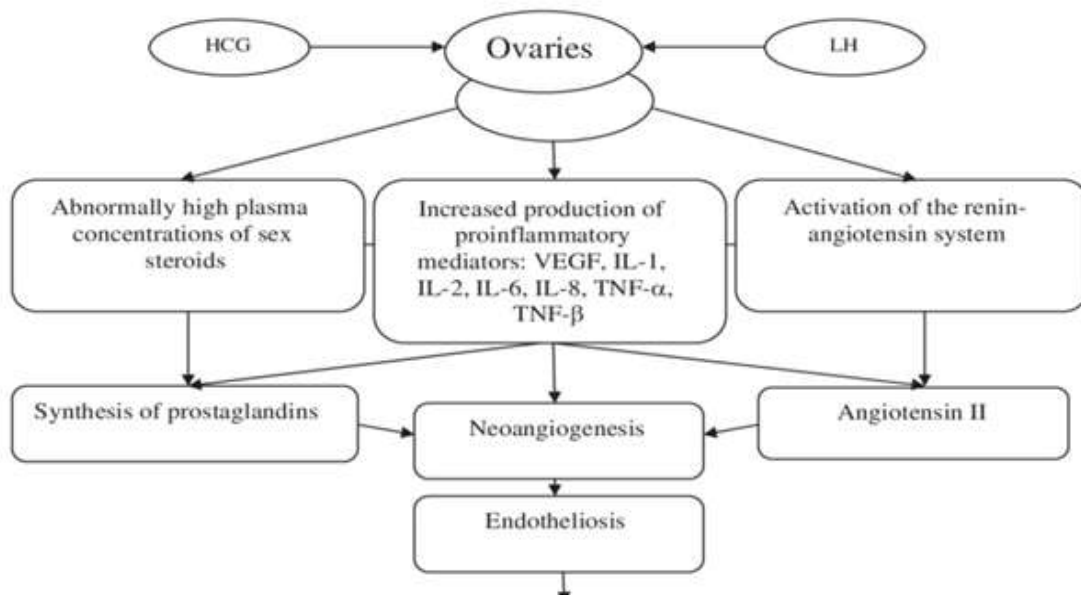 HCG
Ovaries
LH
Abnormally high plasma
concentrations of sex
steroids
Increased production of
proinflammatory
mediators: VEGF, IL-1,
IL-2, IL-6, IL-8, TNF-α,
TNF-β
Activation of the renin-
angiotensin system
Synthesis of prostaglandins
Neoangiogenesis
Angiotensin II
Endotheliosis